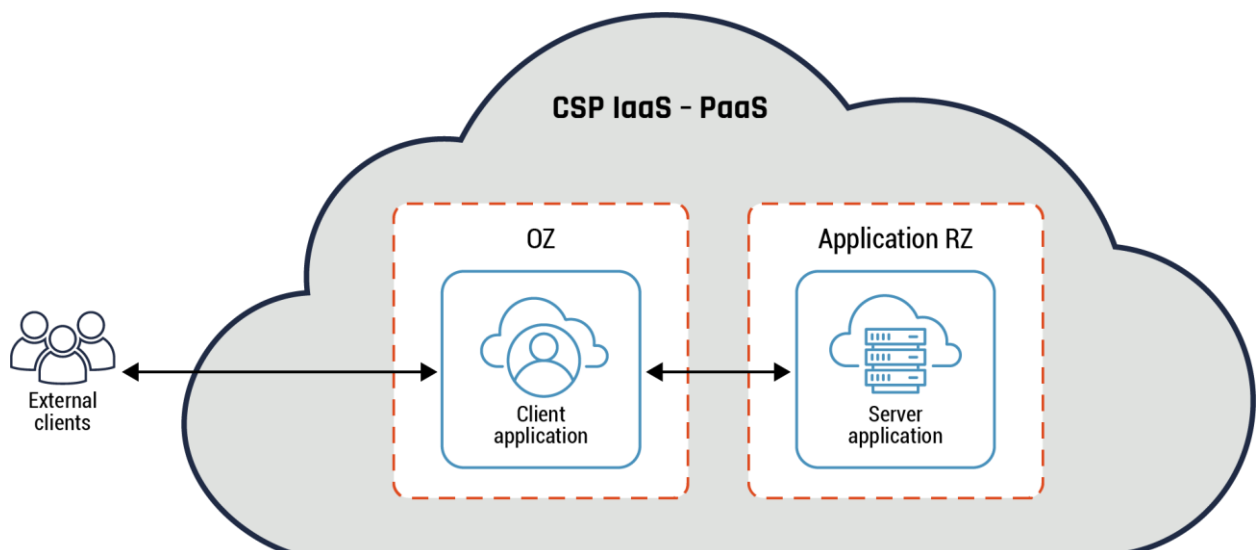 CSP IaaS – PaaS
OZ
Application RZ
External
clients
Client
application
Server
application